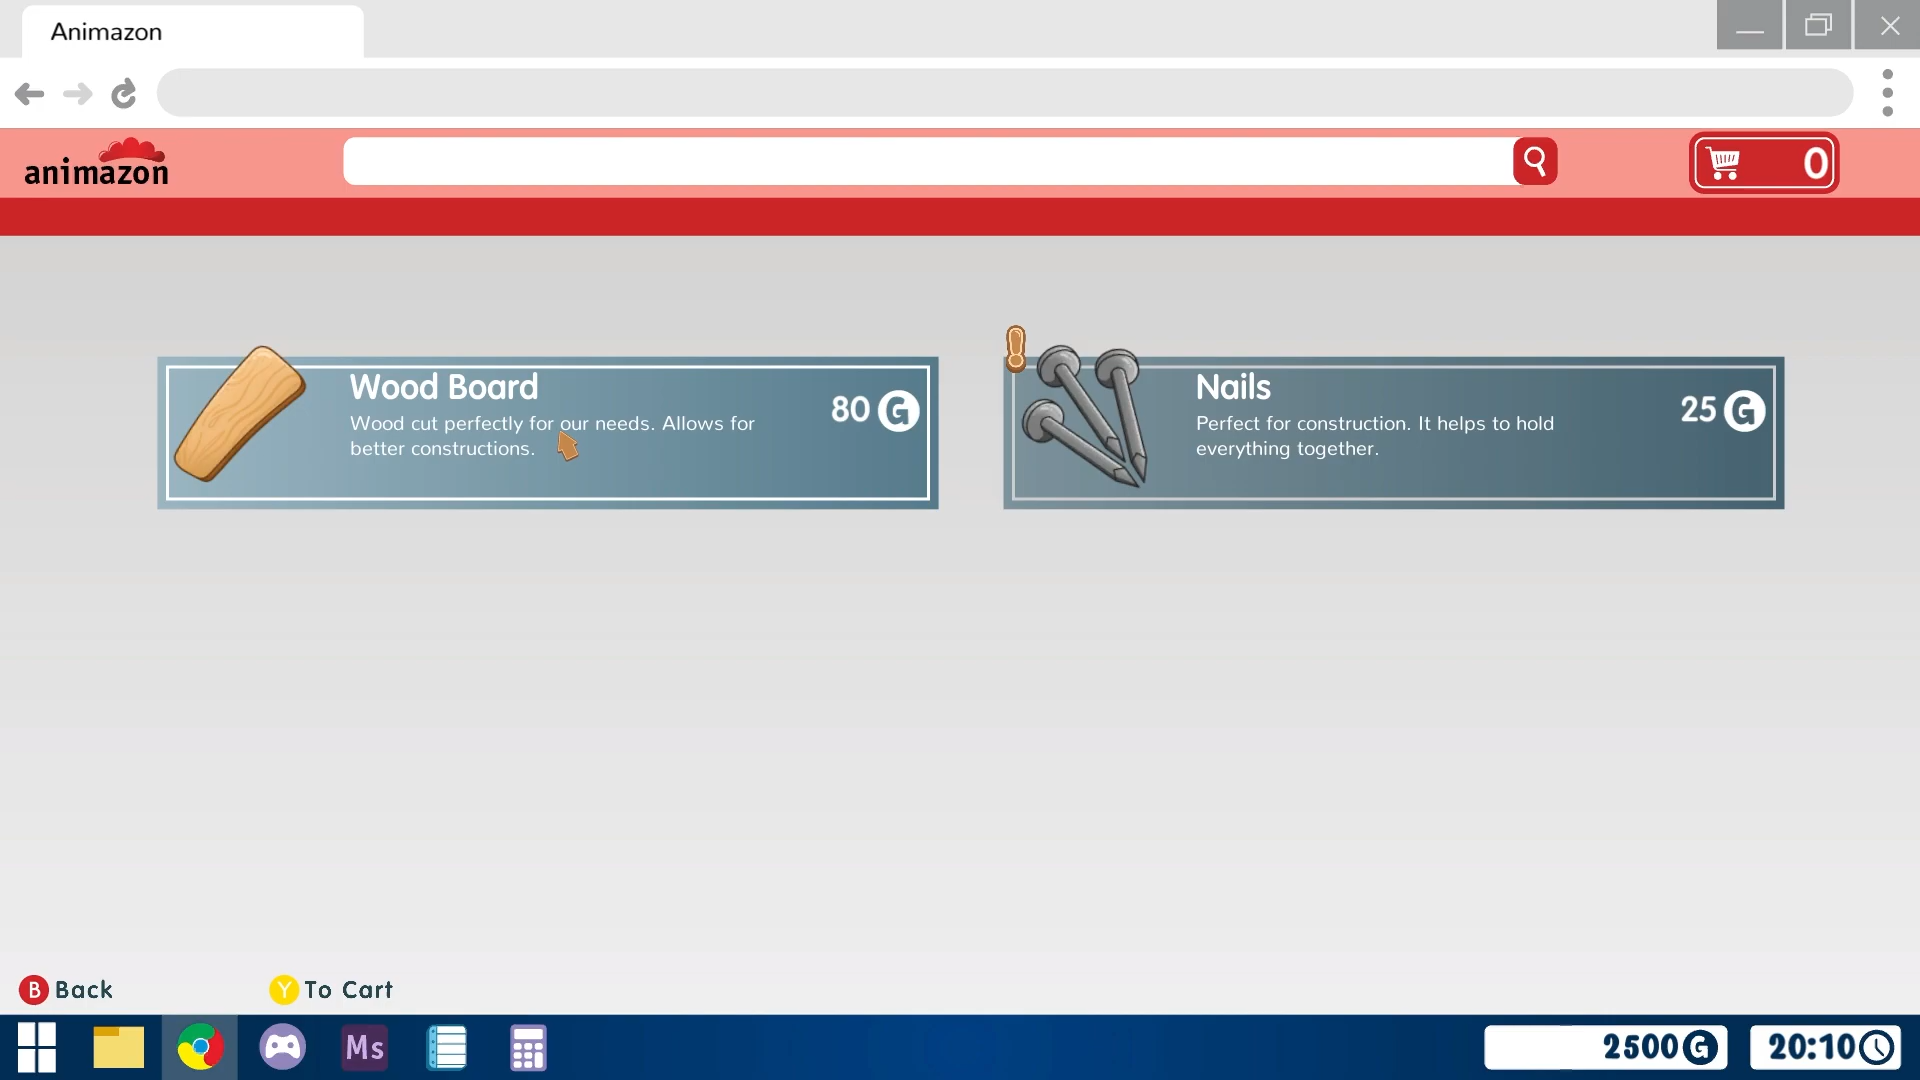 Animazon
animazon
0
Wood Board
Wood cut perfectly for our needs. Allows for
better constructions.
80 G
Nails
Perfect for construction. It helps to hold
everything together.
25 G
B Back
Y To Cart
Ms
2500 G
20:10